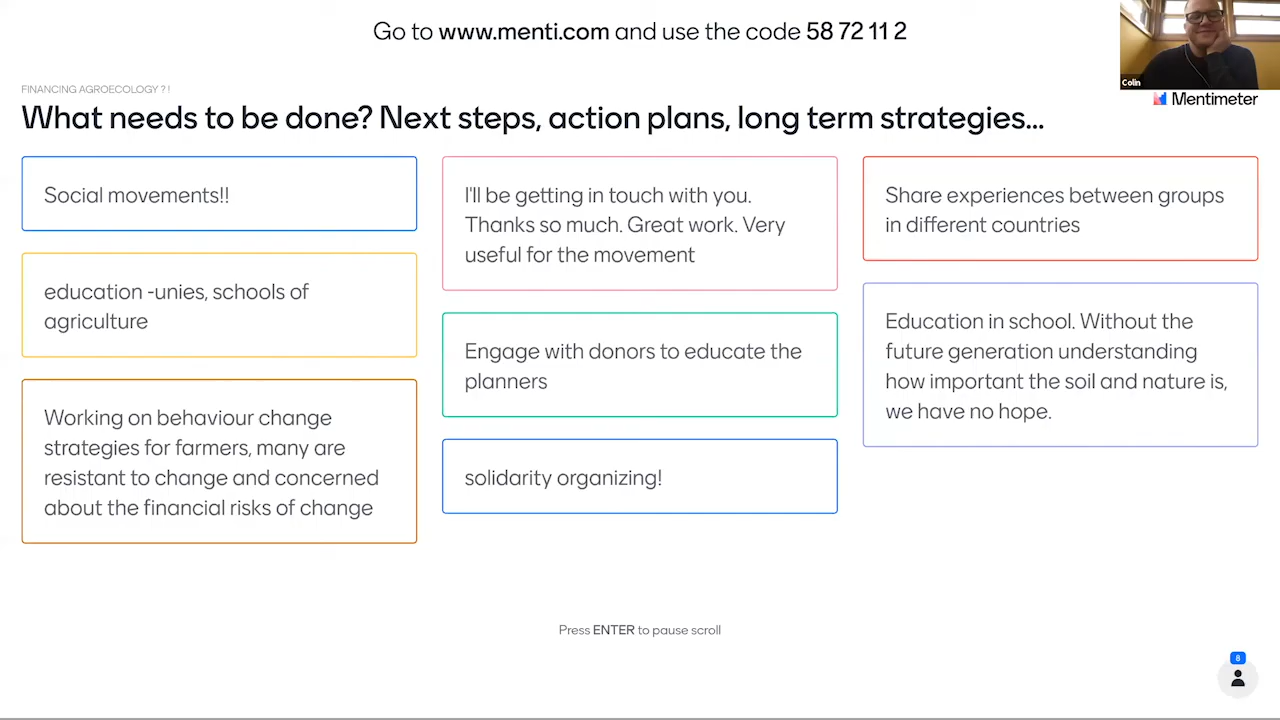 Go to www.menti.com and use the code 58 72 11 2
Colin
Mentimeter
FINANCING AGROECOLOGY ? !
What needs to be done? Next steps, action plans, long term strategies...
Social movements!!
education -unies, schools of
agriculture
Working on behaviour change
strategies for farmers, many are
resistant to change and concerned
about the financial risks of change
I'll be getting in touch with you.
Thanks so much. Great work. Very
useful for the movement
Engage with donors to educate the
planners
solidarity organizing!
Share experiences between groups
in different countries
Education in school. Without the
future generation understanding
how important the soil and nature is,
we have no hope.
Press ENTER to pause scroll
8